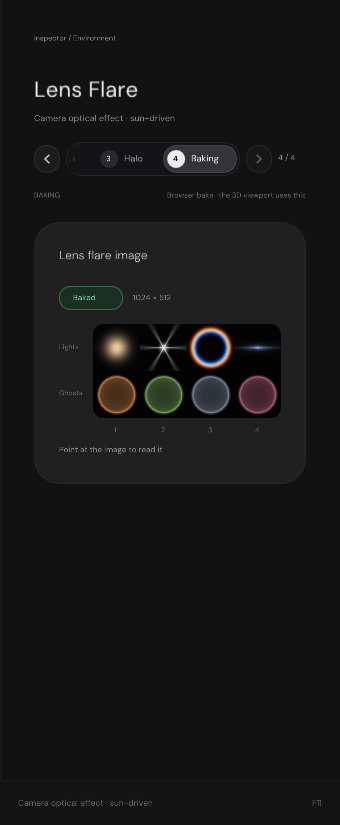 Inspector / Environment
Lens Flare
Camera optical effect · sun-driven
3 3 Halo 4 Baking 4 / 4
BAKING Browser bake · the 3D viewport uses this
Lens flare image
Baked 1024 × 512
Lights
Ghosts
1 2 3 4
Point at the image to read it
Camera optical effect · sun-driven F11